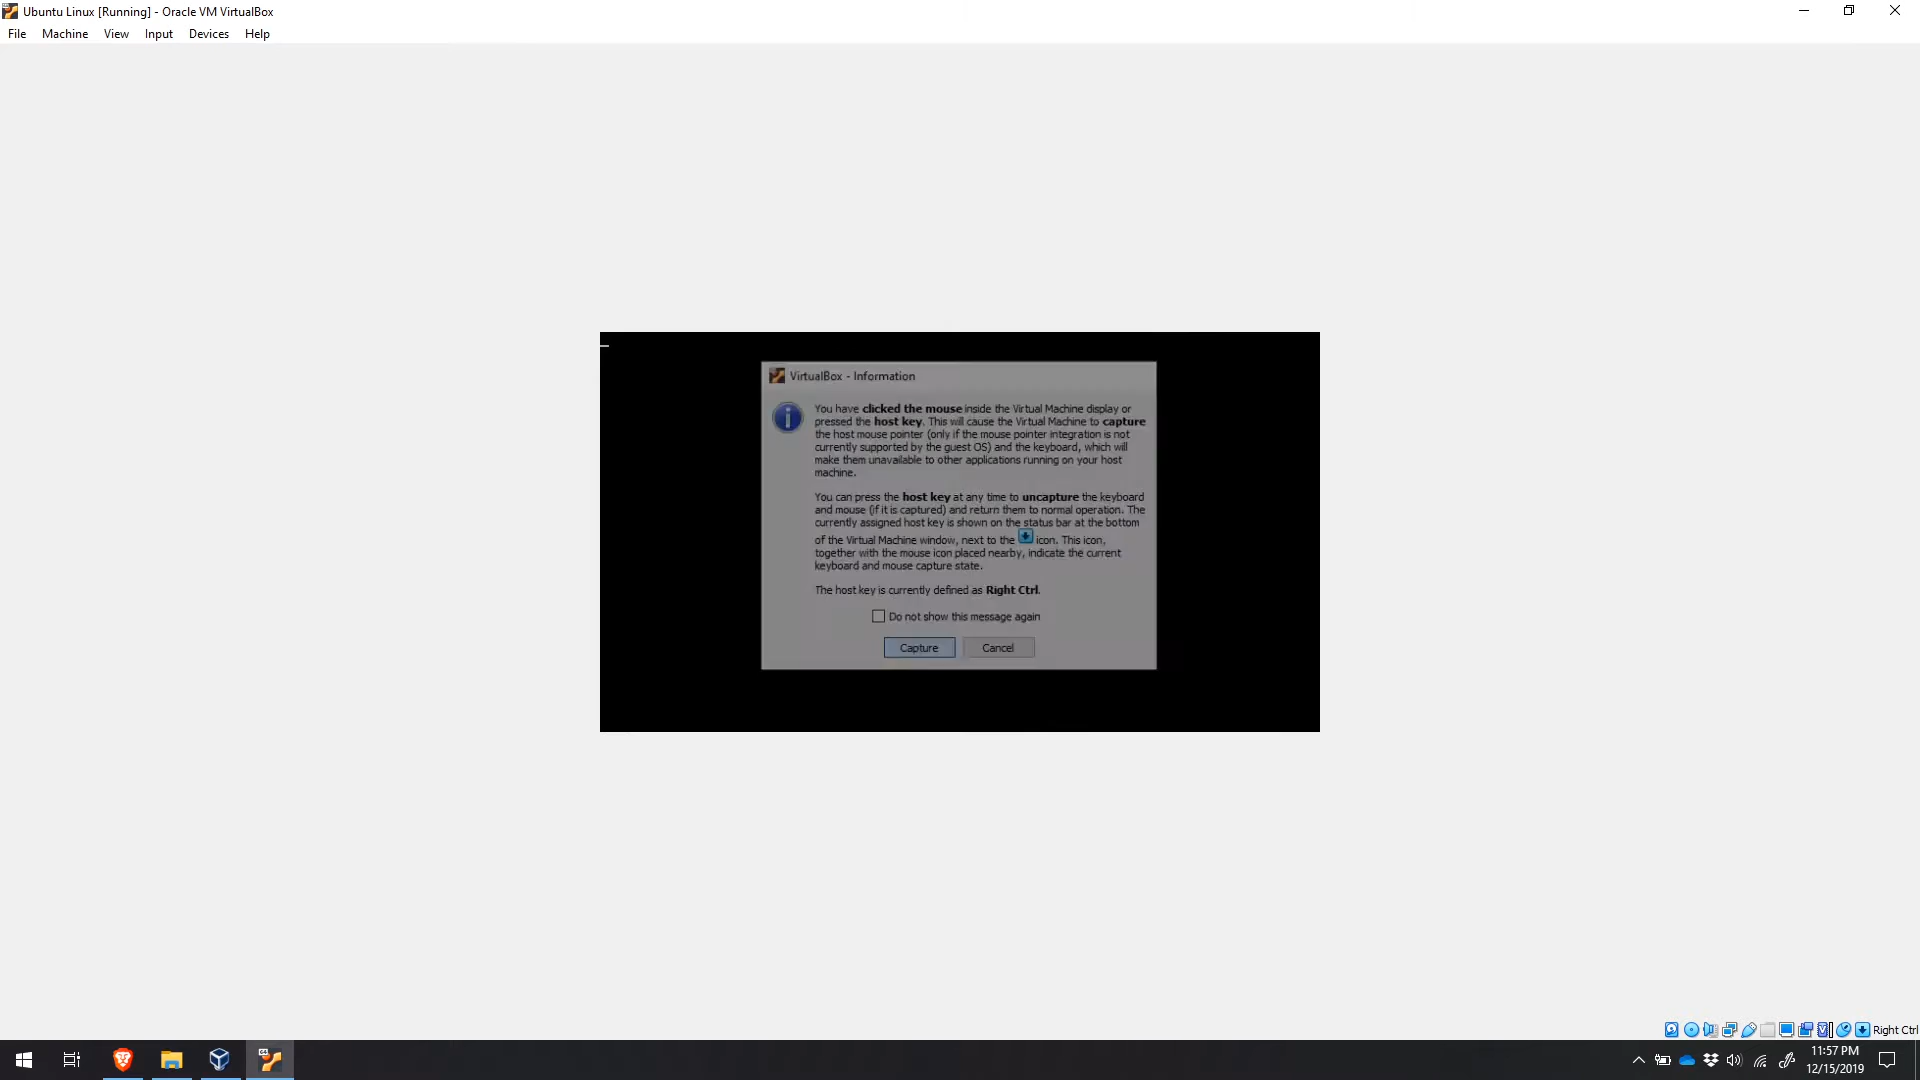 Ubuntu Linux [Running] - Oracle VM VirtualBox
File Machine View Input Devices Help
VirtualBox - Information
You have clicked the mouse inside the Virtual Machine display or
pressed the host key. This will cause the Virtual Machine to capture
the host mouse pointer (only if the mouse pointer integration is not
currently supported by the guest OS) and the keyboard, which will
make them unavailable to other applications running on your host
machine.
You can press the host key at any time to uncapture the keyboard
and mouse (if it is captured) and return them to normal operation. The
currently assigned host key is shown on the status bar at the bottom
of the Virtual Machine window, next to the icon. This icon,
together with the mouse icon placed nearby, indicate the current
keyboard and mouse capture state.
The host key is currently defined as Right Ctrl.
Do not show this message again
Capture Cancel
Right Ctrl
64
11:57 PM
12/15/2019